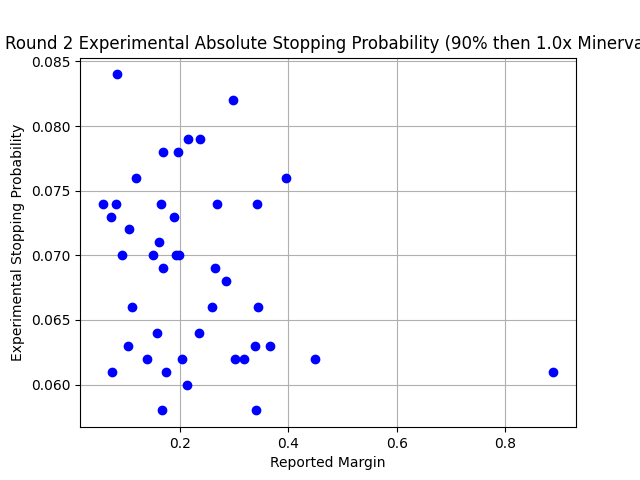 Round 2 Experimental Absolute Stopping Probability (90% then 1.0x Minerva
0.085
0.080
0.075
0.070
0.065
0.060
Experimental Stopping Probability
0.2 0.4 0.6 0.8
Reported Margin